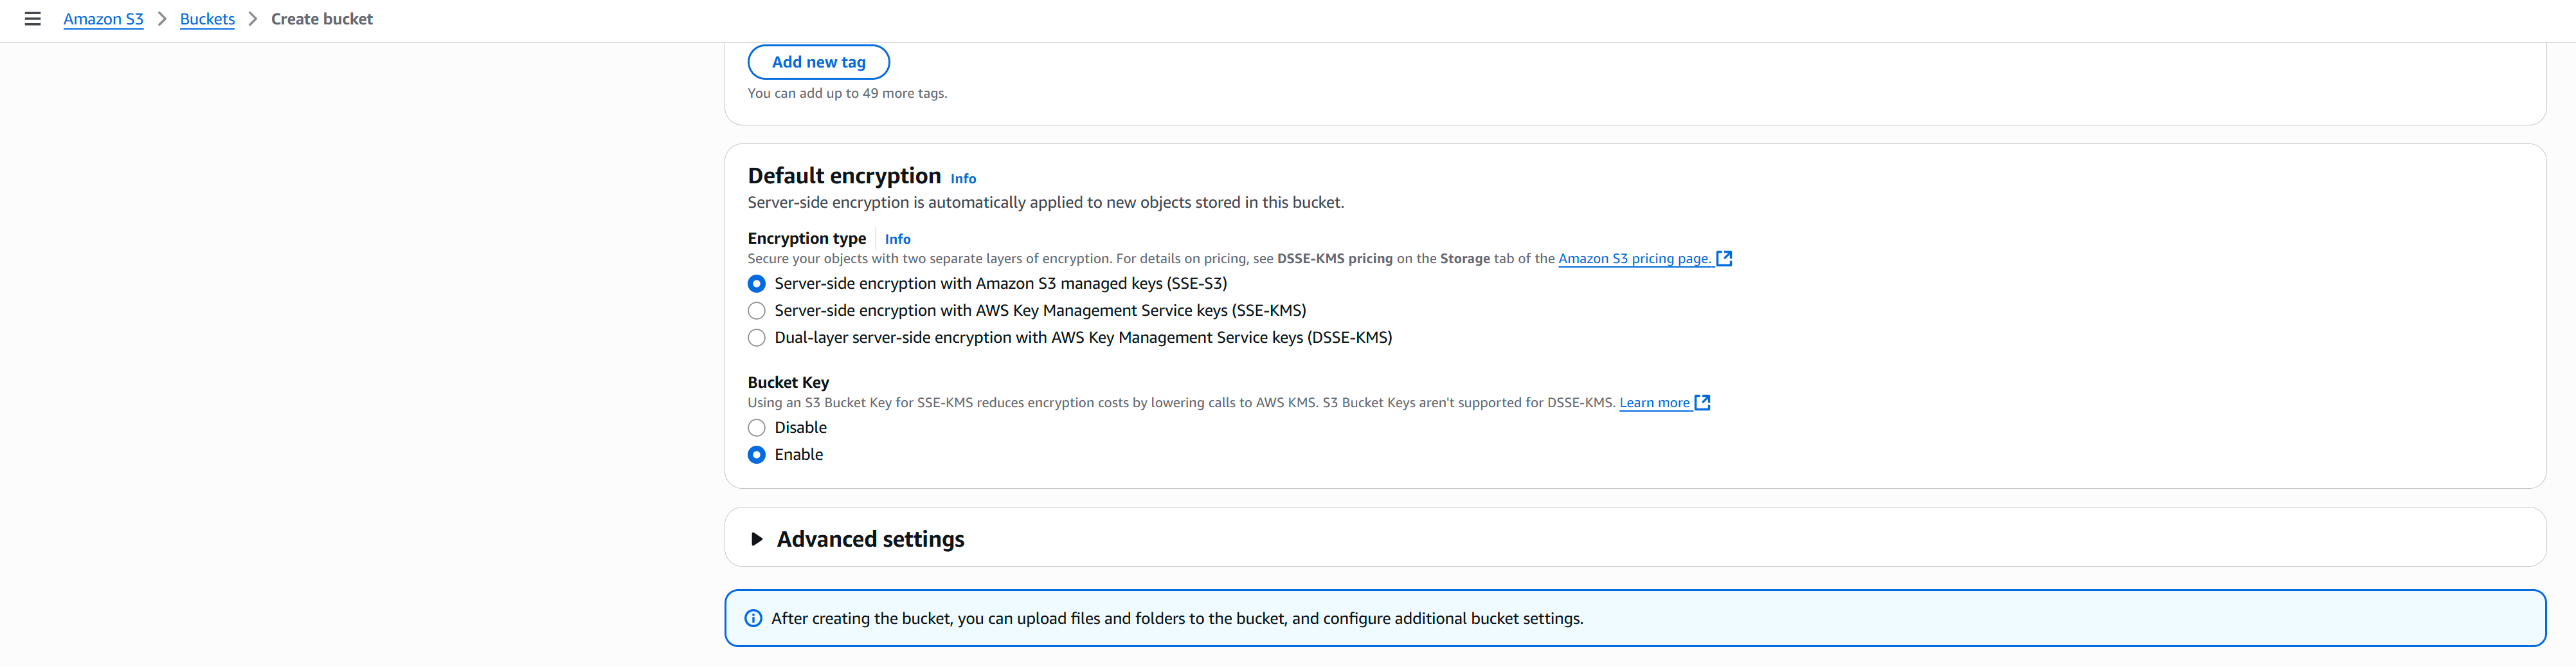 Amazon S3 > Buckets > Create bucket
Add new tag
You can add up to 49 more tags.
Default encryption Info
Server-side encryption is automatically applied to new objects stored in this bucket.
Encryption type Info
Secure your objects with two separate layers of encryption. For details on pricing, see DSSE-KMS pricing on the Storage tab of the Amazon S3 pricing page.
Server-side encryption with Amazon S3 managed keys (SSE-S3)
Server-side encryption with AWS Key Management Service keys (SSE-KMS)
Dual-layer server-side encryption with AWS Key Management Service keys (DSSE-KMS)
Bucket Key
Using an S3 Bucket Key for SSE-KMS reduces encryption costs by lowering calls to AWS KMS. S3 Bucket Keys aren't supported for DSSE-KMS. Learn more
Disable
Enable
Advanced settings
After creating the bucket, you can upload files and folders to the bucket, and configure additional bucket settings.